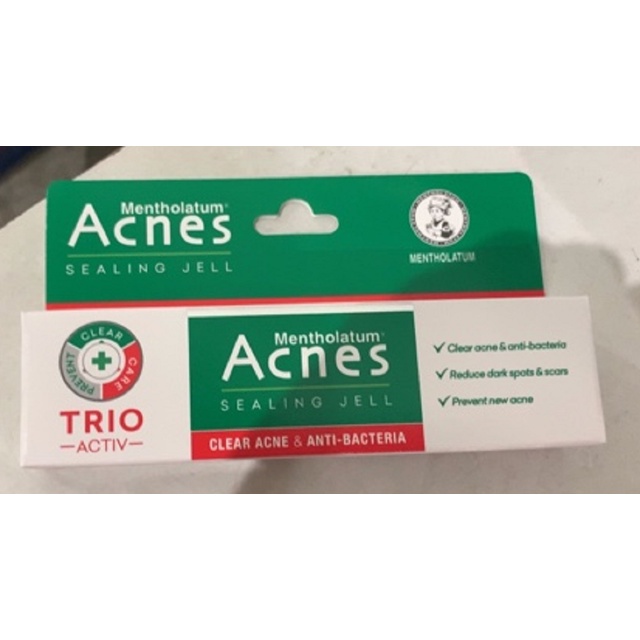 Mentholatum®
Acnes
SEALING JELL
MENTHOLATUM
CLEAR
CARE
PREVENT
TRIO
ACTIV
Mentholatum®
Acnes
SEALING JELL
CLEAR ACNE & ANTI-BACTERIA
Clear acne & anti-bacteria
Reduce dark spots & scars
Prevent new acne